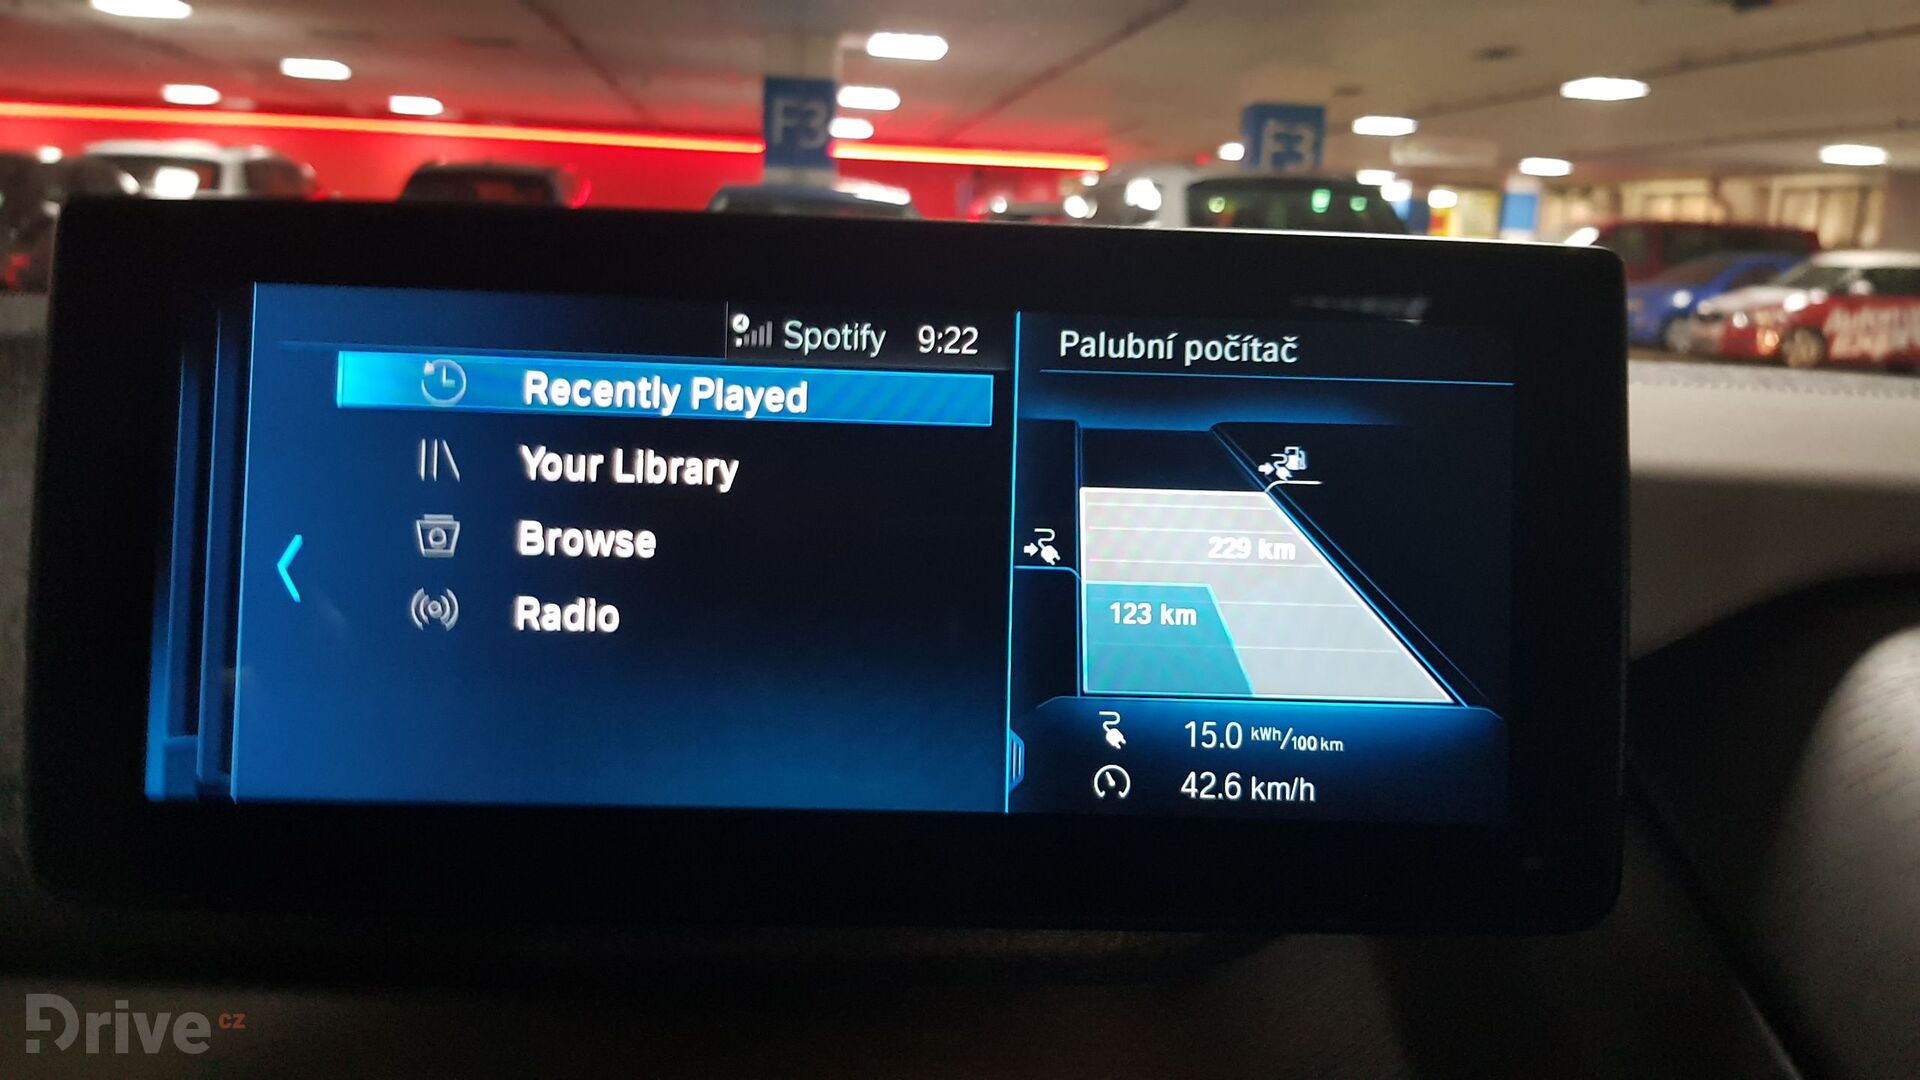 F3
F3
Spotify 9:22
Recently Played
Your Library
Browse
Radio
Palubní počítač
229 km
123 km
15.0 kWh/100 km
42.6 km/h
Drive CZ